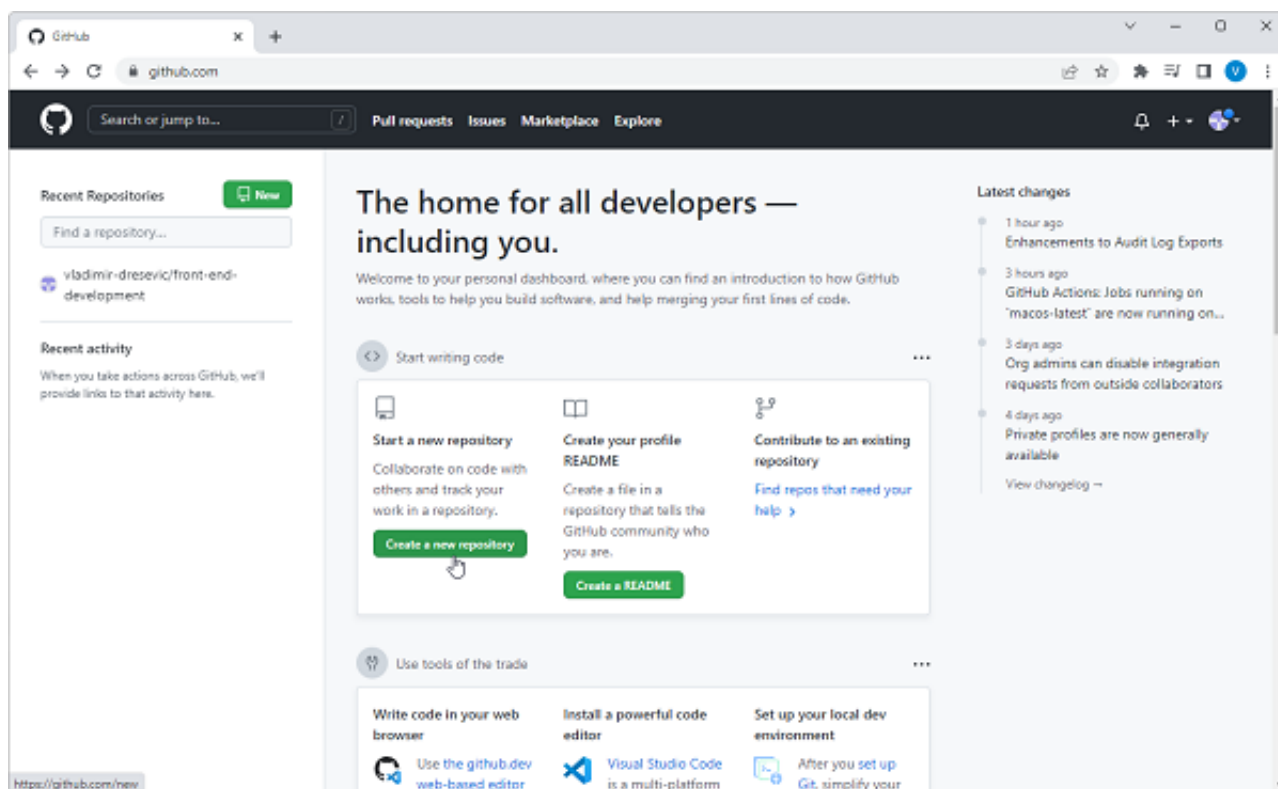 GitHub
github.com
V
Search or jump to...
/
Pull requests Issues Marketplace Explore
Recent Repositories
New
Find a repository...
vladimir-dresevic/front-end-
development
Recent activity
When you take actions across GitHub, we'll
provide links to that activity here.
The home for all developers —
including you.
Welcome to your personal dashboard, where you can find an introduction to how GitHub
works, tools to help you build software, and help merging your first lines of code.
Start writing code
Start a new repository
Collaborate on code with
others and track your
work in a repository.
Create a new repository
Create your profile
README
Create a file in a
repository that tells the
GitHub community who
you are.
Create a README
Contribute to an existing
repository
Find repos that need your
help >
Use tools of the trade
Write code in your web
browser
Use the github.dev
web-based editor
Install a powerful code
editor
Visual Studio Code
is a multi-platform
Set up your local dev
environment
After you set up
Git, simplify your
Latest changes
1 hour ago
Enhancements to Audit Log Exports
3 hours ago
GitHub Actions: Jobs running on
`macos-latest` are now running on...
3 days ago
Org admins can disable integration
requests from outside collaborators
4 days ago
Private profiles are now generally
available
View changelog →
https://github.com/new